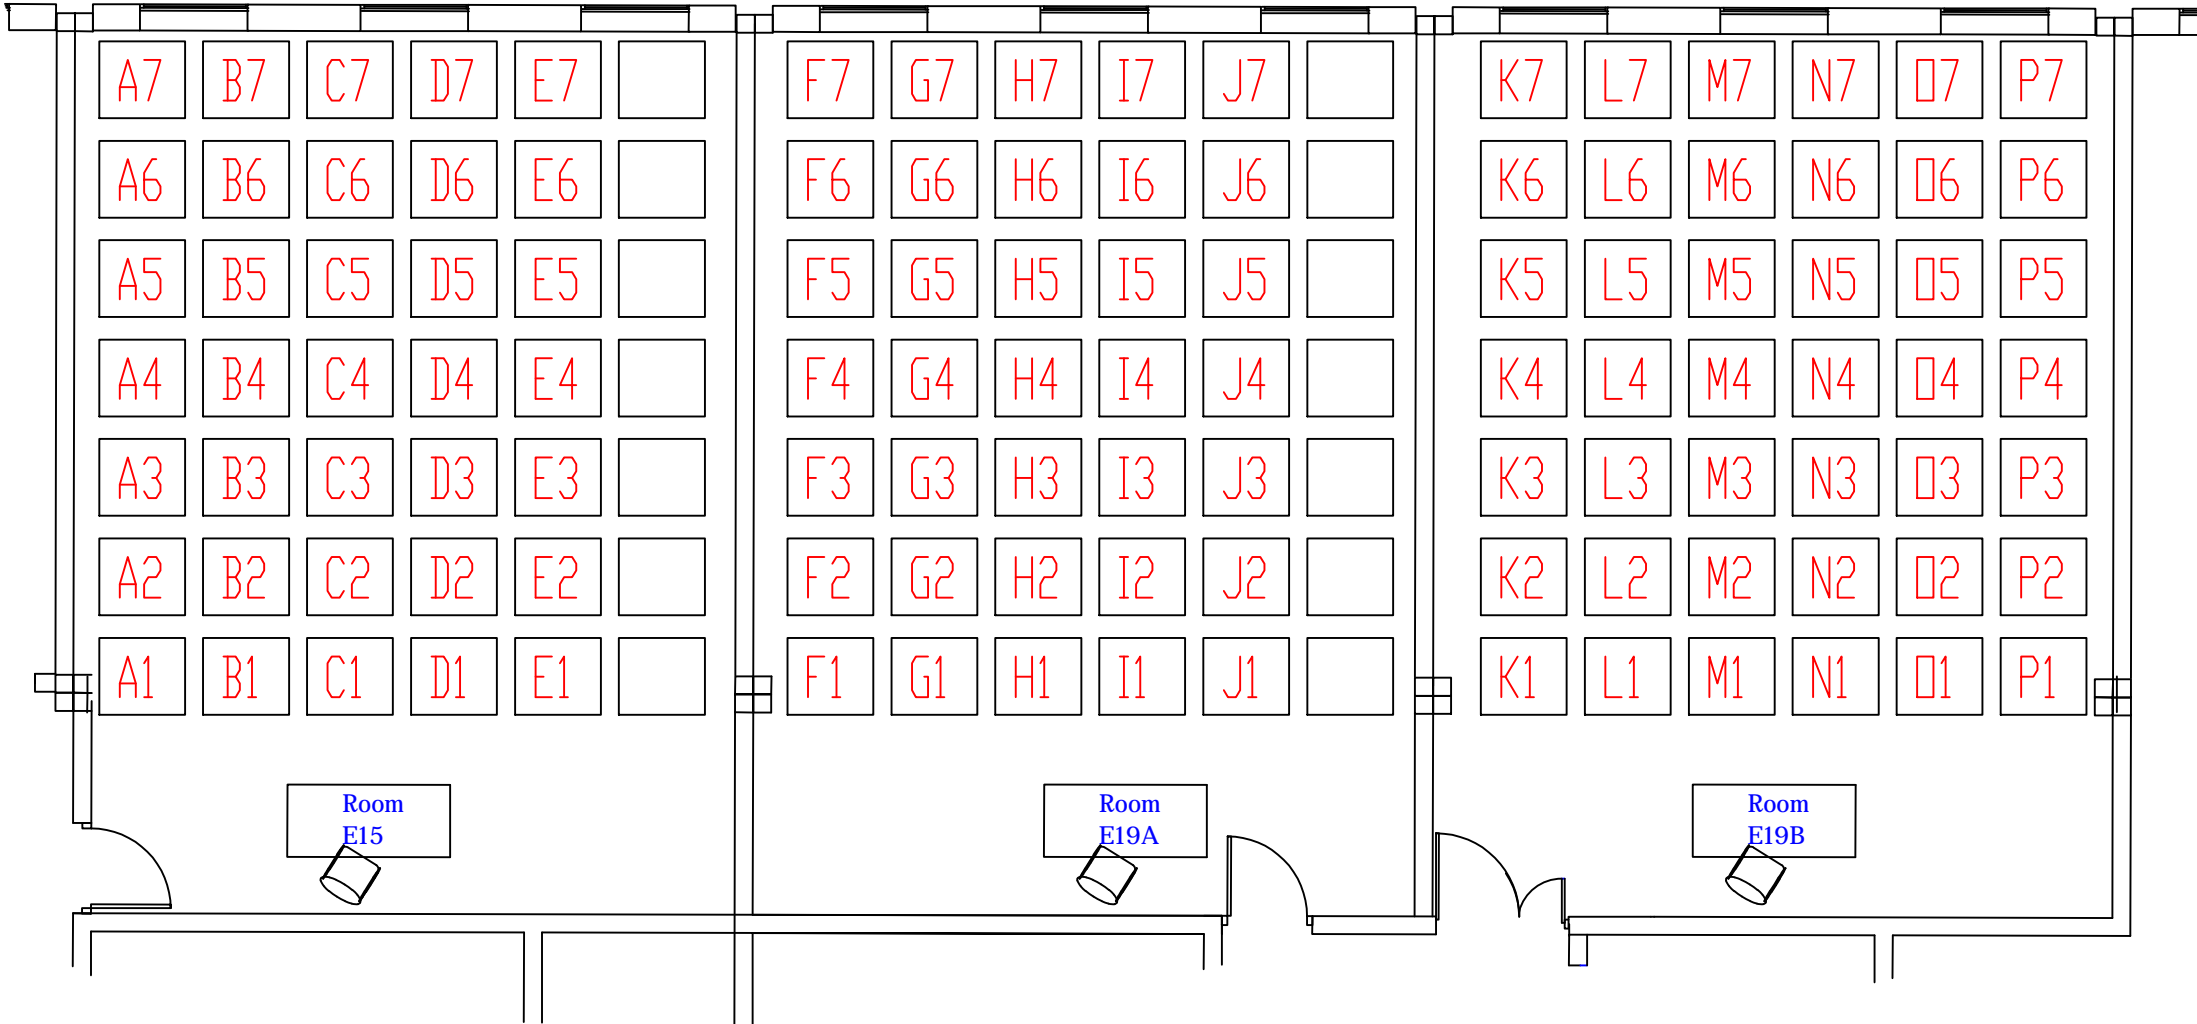 A7 B7 C7 D7 E7 F7 G7 H7 I7 J7 K7 L7 M7 N7 O7 P7
A6 B6 C6 D6 E6 F6 G6 H6 I6 J6 K6 L6 M6 N6 O6 P6
A5 B5 C5 D5 E5 F5 G5 H5 I5 J5 K5 L5 M5 N5 O5 P5
A4 B4 C4 D4 E4 F4 G4 H4 I4 J4 K4 L4 M4 N4 O4 P4
A3 B3 C3 D3 E3 F3 G3 H3 I3 J3 K3 L3 M3 N3 O3 P3
A2 B2 C2 D2 E2 F2 G2 H2 I2 J2 K2 L2 M2 N2 O2 P2
A1 B1 C1 D1 E1 F1 G1 H1 I1 J1 K1 L1 M1 N1 O1 P1
Room
E15
Room
E19A
Room
E19B